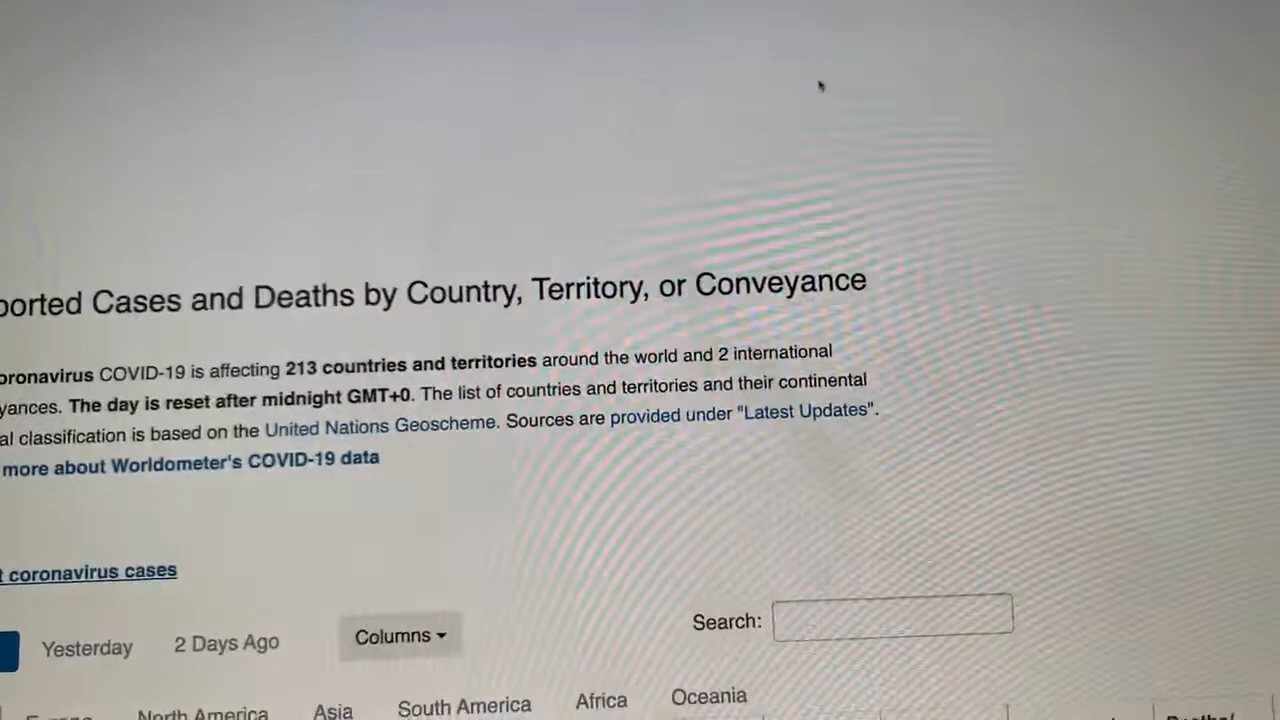 ported Cases and Deaths by Country, Territory, or Conveyance
oronavirus COVID-19 is affecting 213 countries and territories around the world and 2 international
yances. The day is reset after midnight GMT+0. The list of countries and territories and their continental
al classification is based on the United Nations Geoscheme. Sources are provided under "Latest Updates".
more about Worldometer's COVID-19 data
t coronavirus cases
Search:
Yesterday 2 Days Ago Columns
North America Asia South America Africa Oceania